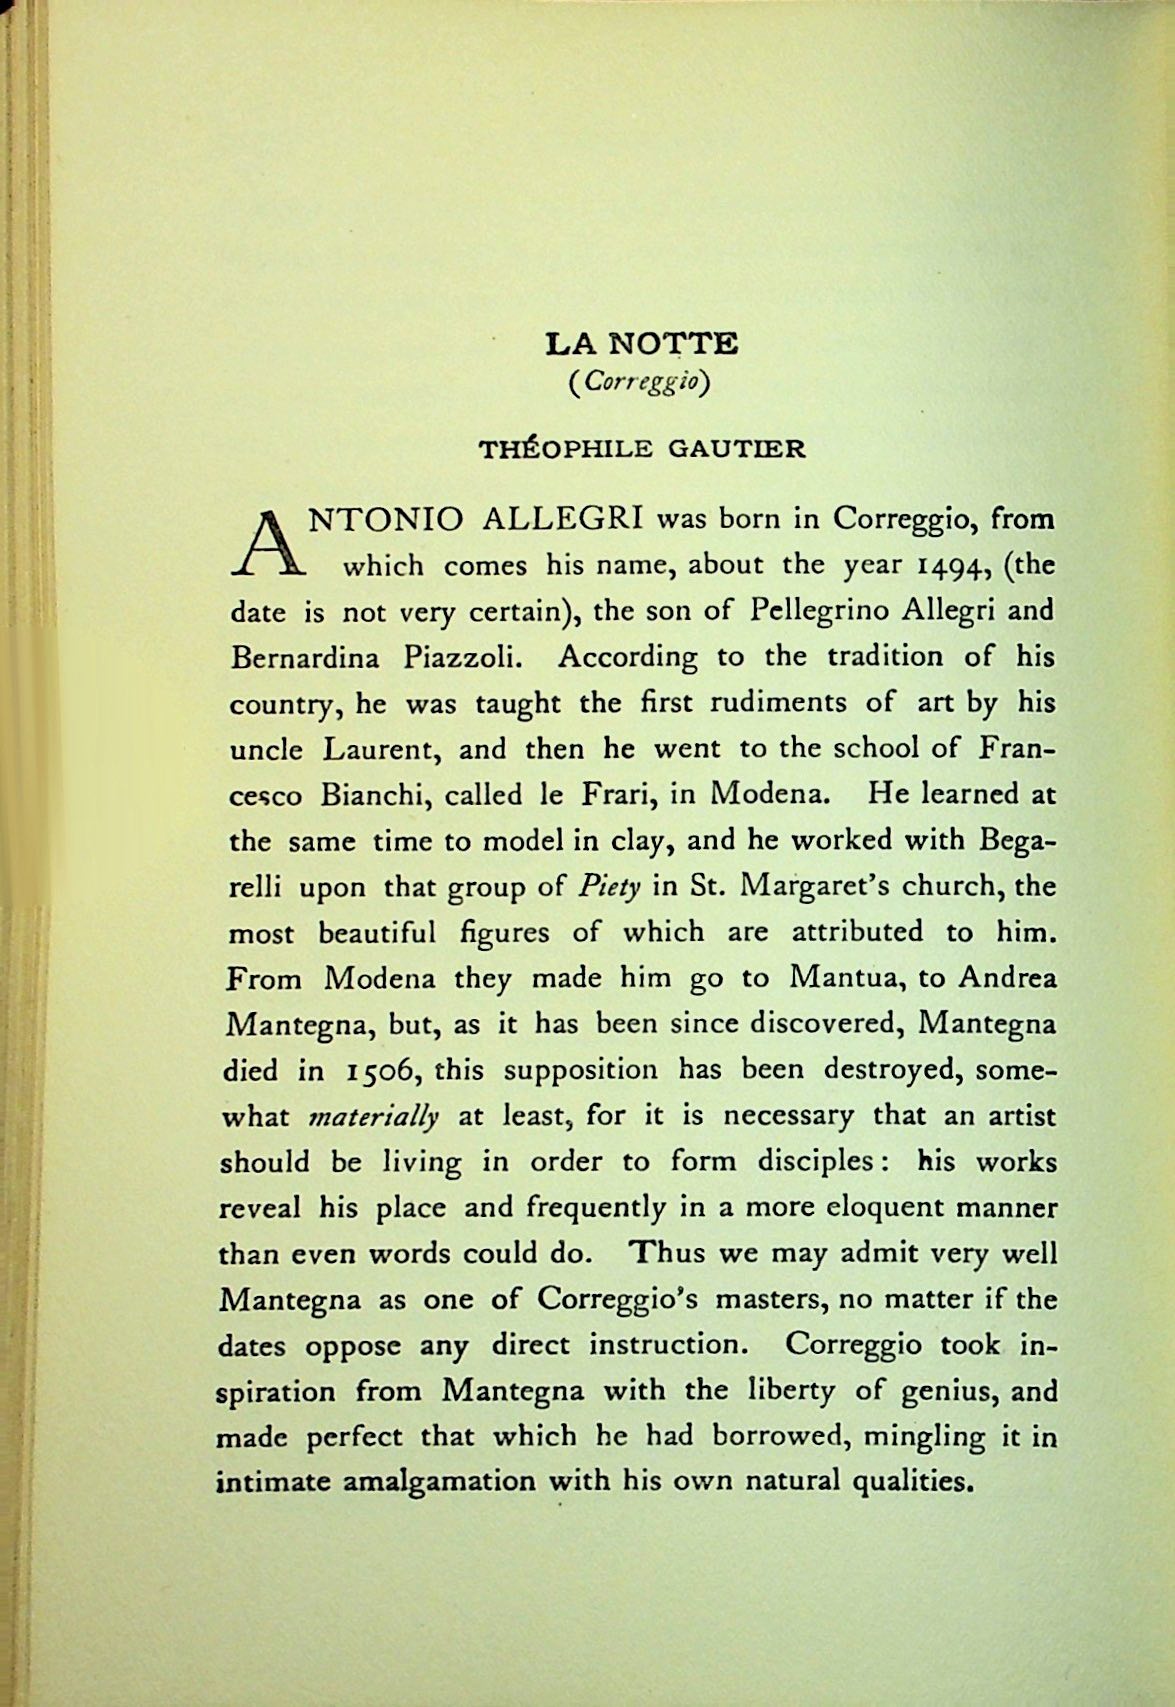 LA NOTTE
(Correggio)
THÉOPHILE GAUTIER
ANTONIO ALLEGRI was born in Correggio, from
which comes his name, about the year 1494, (the
date is not very certain), the son of Pellegrino Allegri and
Bernardina Piazzoli. According to the tradition of his
country, he was taught the first rudiments of art by his
uncle Laurent, and then he went to the school of Fran-
cesco Bianchi, called le Frari, in Modena. He learned at
the same time to model in clay, and he worked with Bega-
relli upon that group of Piety in St. Margaret's church, the
most beautiful figures of which are attributed to him.
From Modena they made him go to Mantua, to Andrea
Mantegna, but, as it has been since discovered, Mantegna
died in 1506, this supposition has been destroyed, some-
what materially at least, for it is necessary that an artist
should be living in order to form disciples: his works
reveal his place and frequently in a more eloquent manner
than even words could do. Thus we may admit very well
Mantegna as one of Correggio's masters, no matter if the
dates oppose any direct instruction. Correggio took in-
spiration from Mantegna with the liberty of genius, and
made perfect that which he had borrowed, mingling it in
intimate amalgamation with his own natural qualities.